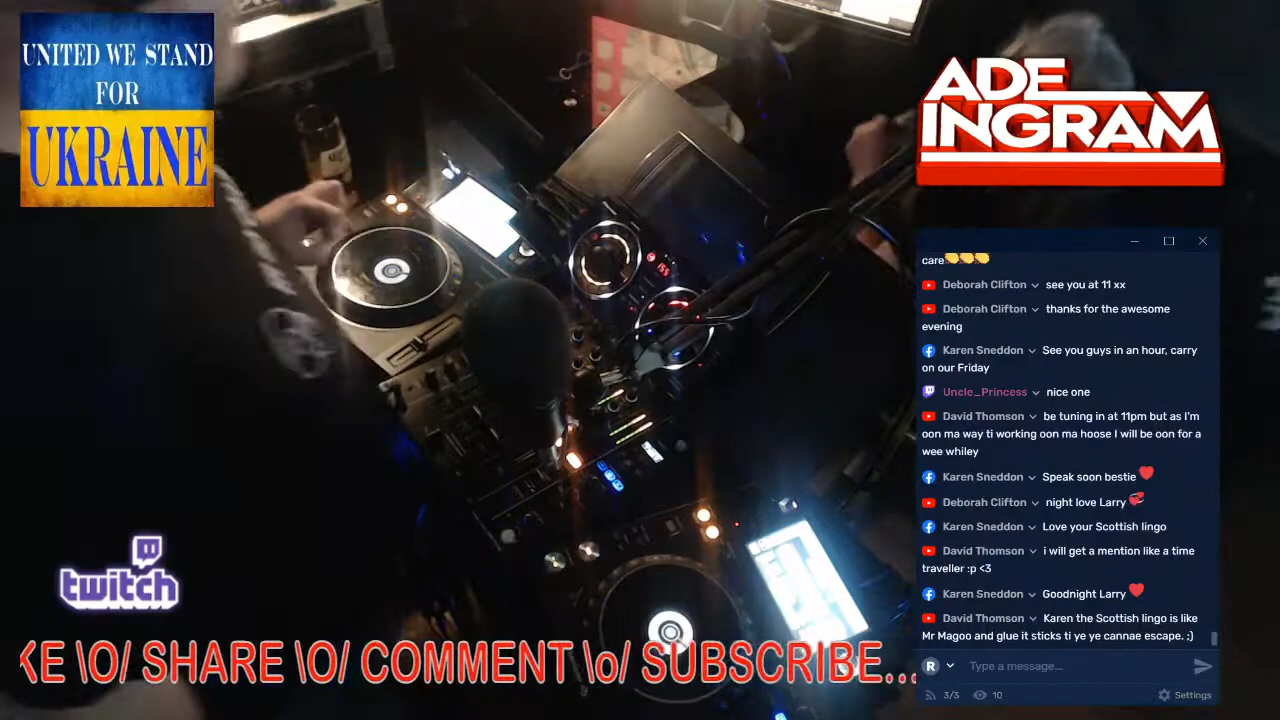 UNITED WE STAND
FOR
UKRAINE
ADE
INGRAM
care
Deborah Clifton see you at 11 xx
Deborah Clifton thanks for the awesome
evening
Karen Sneddon See you guys in an hour, carry
on our Friday
Uncle_Princess nice one
David Thomson be tuning in at 11pm but as I'm
oon ma way ti working oon ma hoose I will be oon for a
wee whiley
Karen Sneddon Speak soon bestie
Deborah Clifton night love Larry
Karen Sneddon Love your Scottish lingo
David Thomson i will get a mention like a time
traveller :p <3
Karen Sneddon Goodnight Larry
David Thomson Karen the Scottish lingo is like
Mr Magoo and glue it sticks ti ye ye cannae escape. ;)
R Type a message...
3/3 10 Settings
twitch
KE \O/ SHARE \O/ COMMENT \o/ SUBSCRIBE...